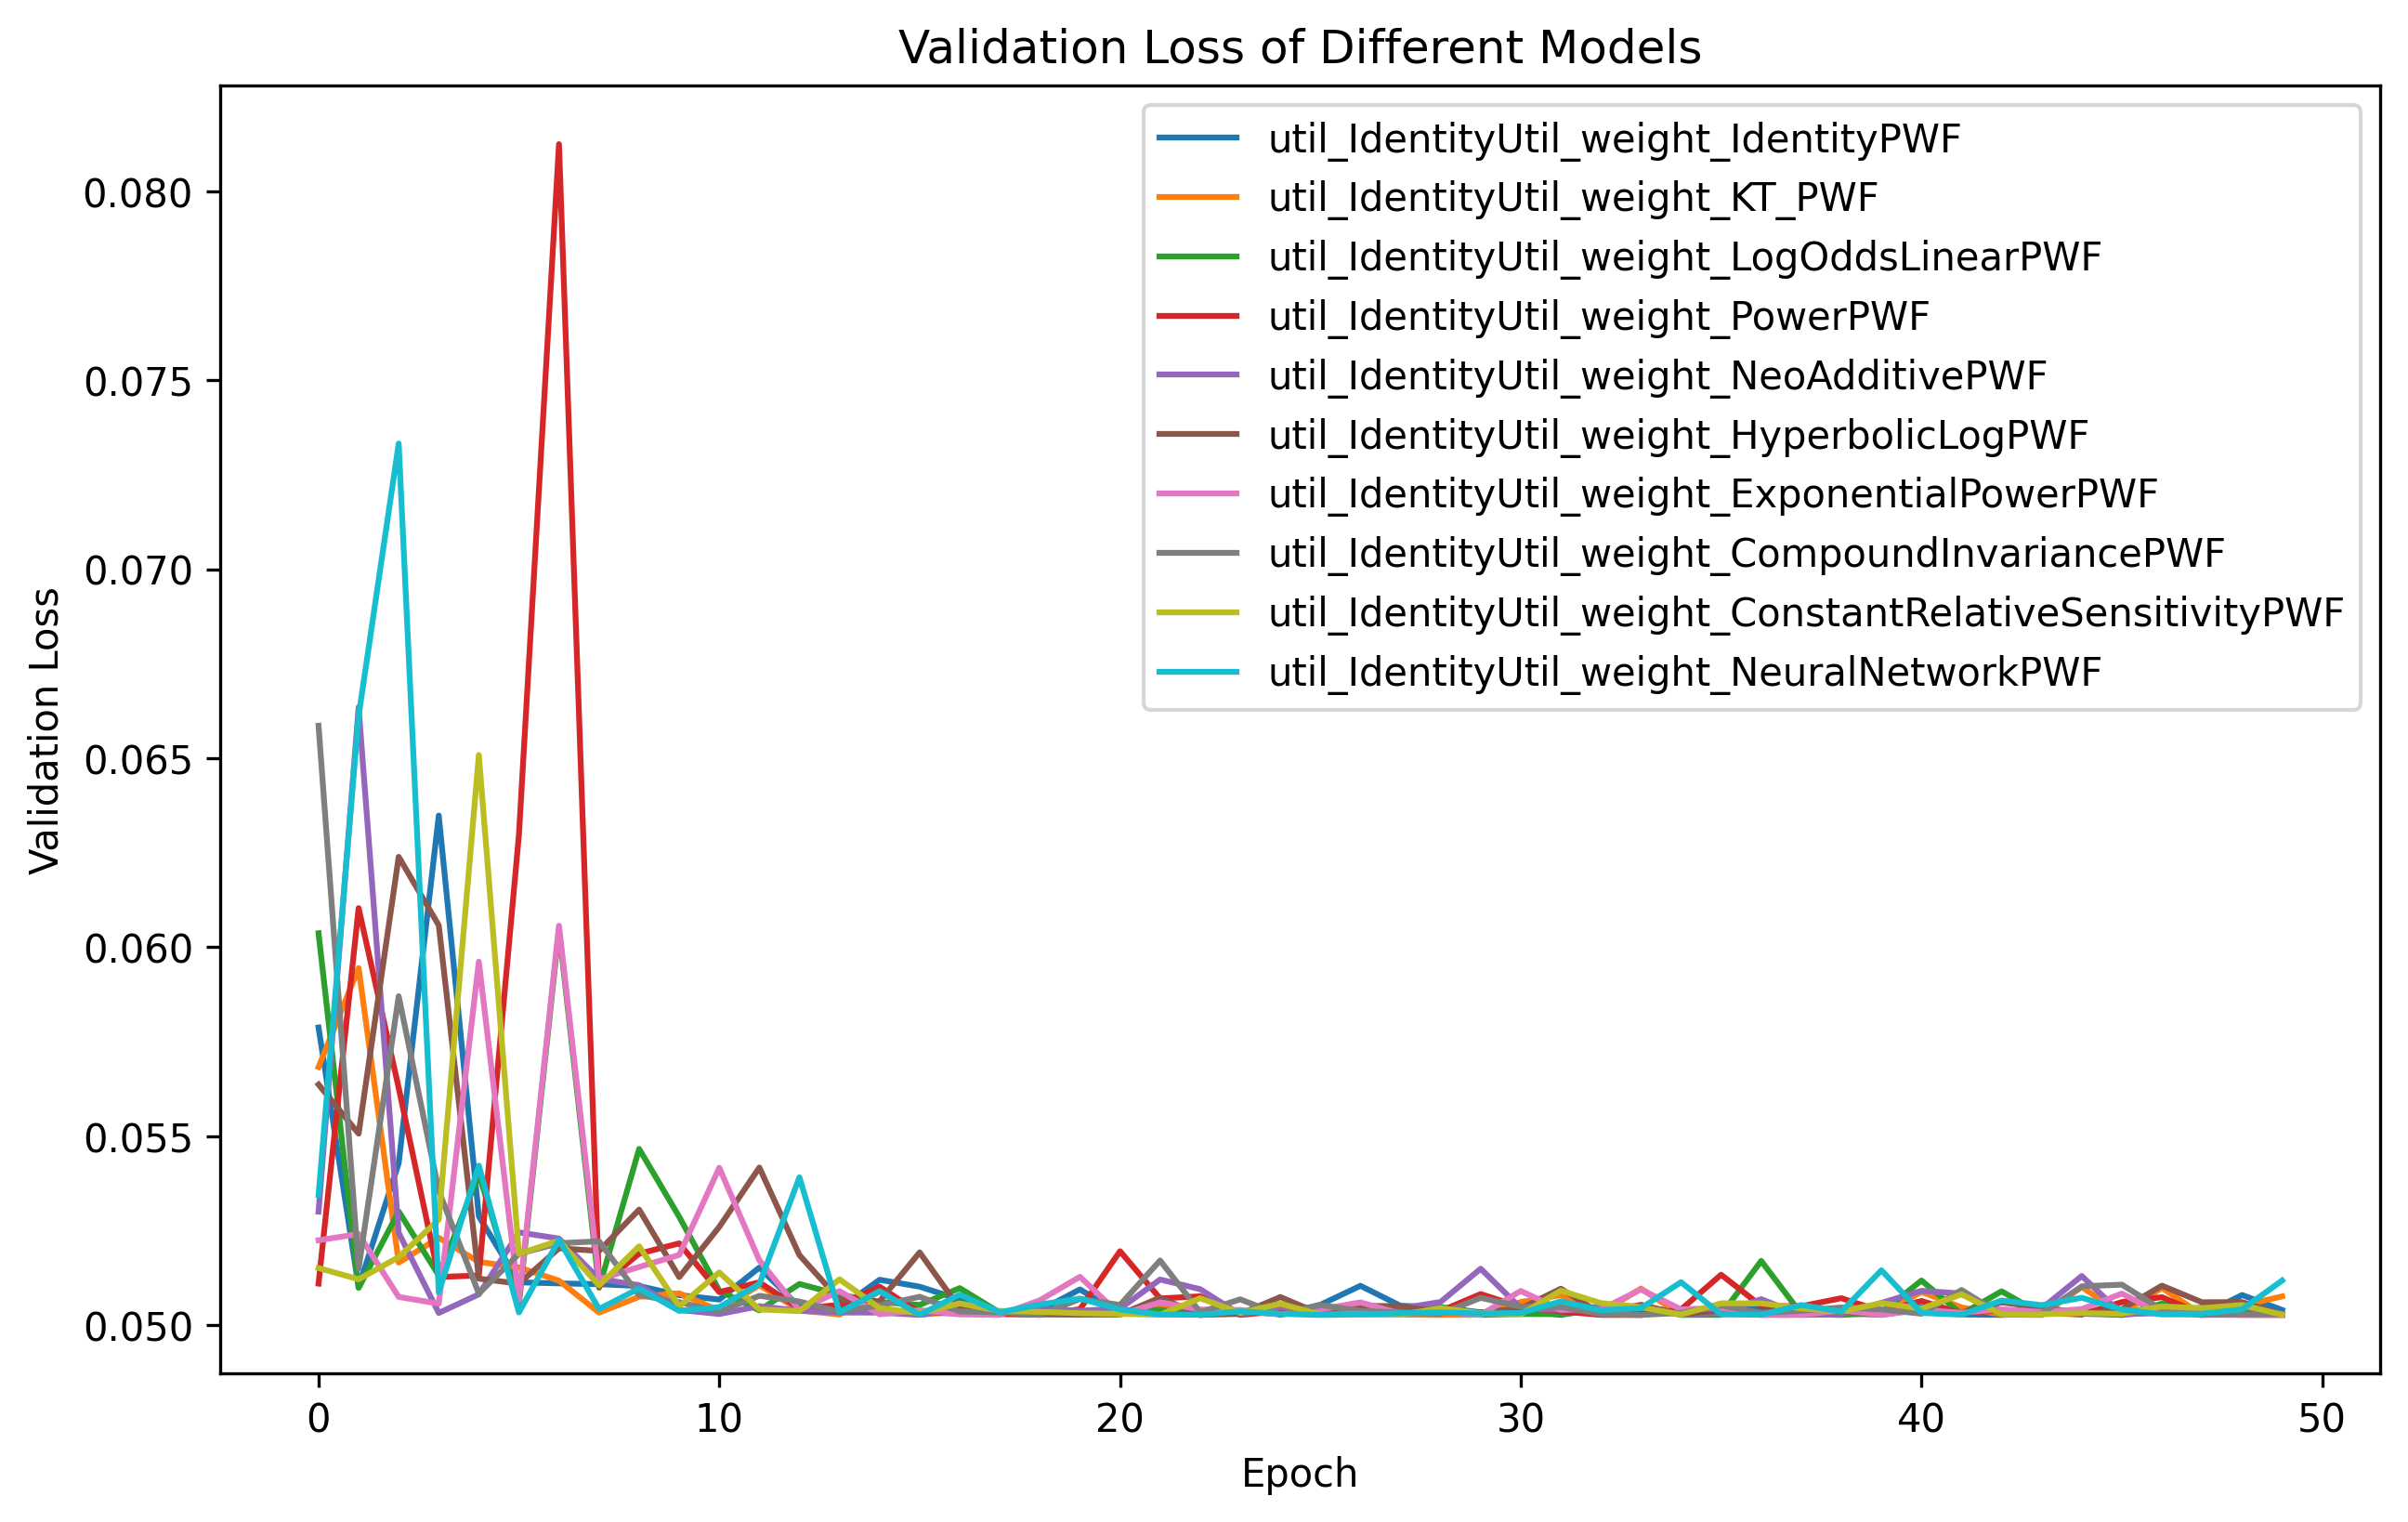 Validation Loss of Different Models
util_IdentityUtil_weight_IdentityPWF
util_IdentityUtil_weight_KT_PWF
util_IdentityUtil_weight_LogOddsLinearPWF
util_IdentityUtil_weight_PowerPWF
util_IdentityUtil_weight_NeoAdditivePWF
util_IdentityUtil_weight_HyperbolicLogPWF
util_IdentityUtil_weight_ExponentialPowerPWF
util_IdentityUtil_weight_CompoundInvariancePWF
util_IdentityUtil_weight_ConstantRelativeSensitivityPWF
util_IdentityUtil_weight_NeuralNetworkPWF
Validation Loss
0.080
0.075
0.070
0.065
0.060
0.055
0.050
0 10 20 30 40 50
Epoch